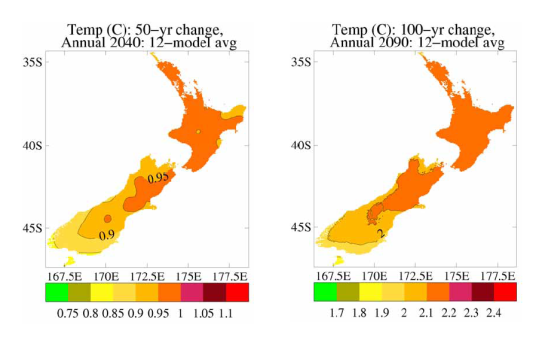 Temp (C): 50-yr change,
Annual 2040: 12-model avg
35S
40S
45S
0.95
0.9
167.5E 170E 172.5E 175E 177.5E
0.75 0.8 0.85 0.9 0.95 1 1.05 1.1
Temp (C): 100-yr change,
Annual 2090: 12-model avg
35S
40S
45S
2
167.5E 170E 172.5E 175E 177.5E
1.7 1.8 1.9 2 2.1 2.2 2.3 2.4